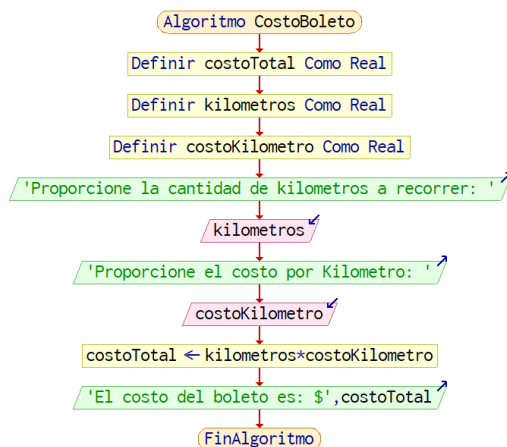 Algoritmo CostoBoleto
Definir costoTotal Como Real
Definir kilometros Como Real
Definir costoKilometro Como Real
'Proporcione la cantidad de kilometros a recorrer: '
kilometros
'Proporcione el costo por Kilometro: '
costoKilometro
costoTotal ← kilometros*costoKilometro
'El costo del boleto es: $',costoTotal
FinAlgoritmo